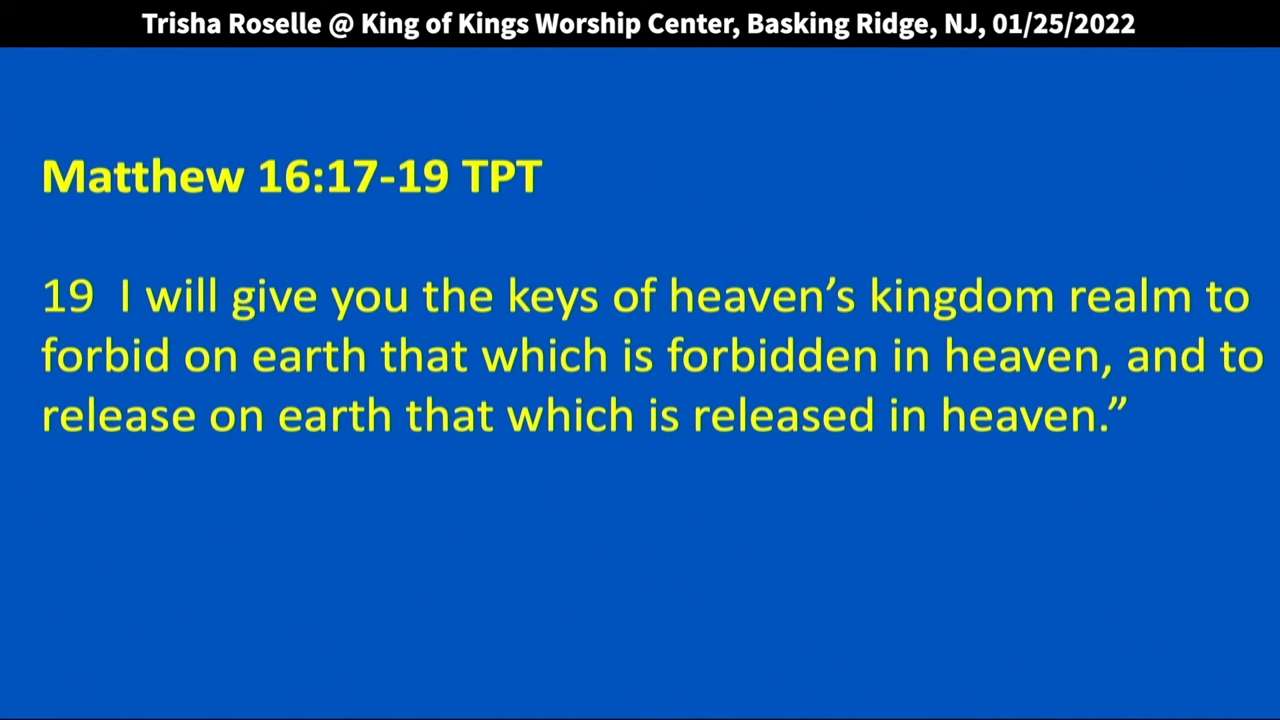 Trisha Roselle @ King of Kings Worship Center, Basking Ridge, NJ, 01/25/2022
Matthew 16:17-19 TPT
19  I will give you the keys of heaven’s kingdom realm to
forbid on earth that which is forbidden in heaven, and to
release on earth that which is released in heaven.”